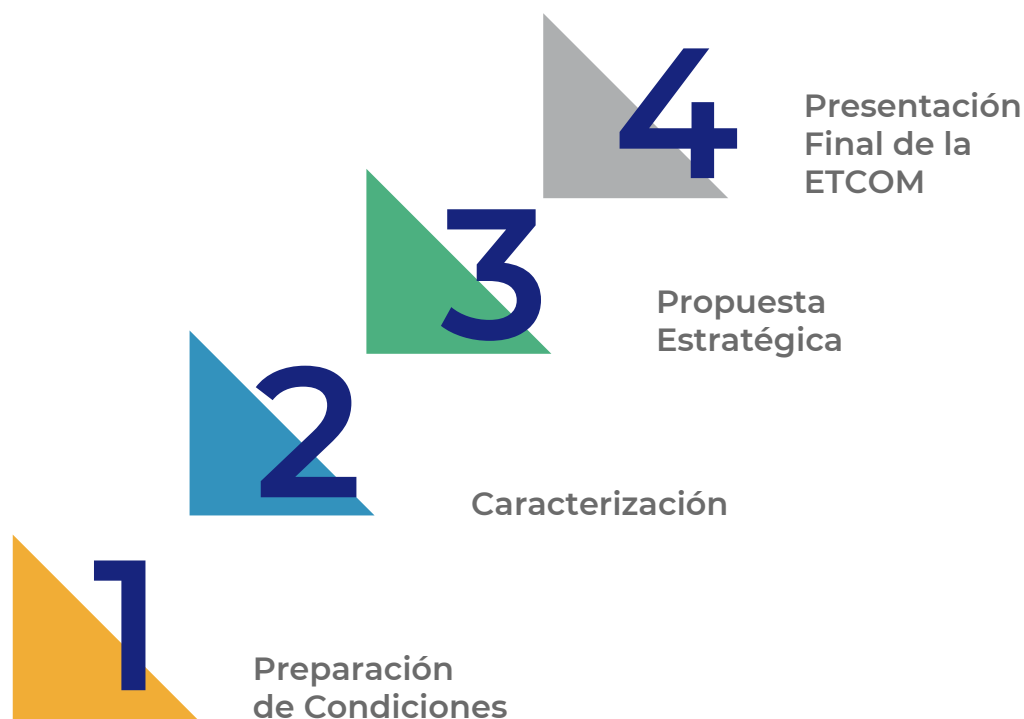 4
Presentación
Final de la
ETCOM
3
Propuesta
Estratégica
2
Caracterización
1
Preparación
de Condiciones